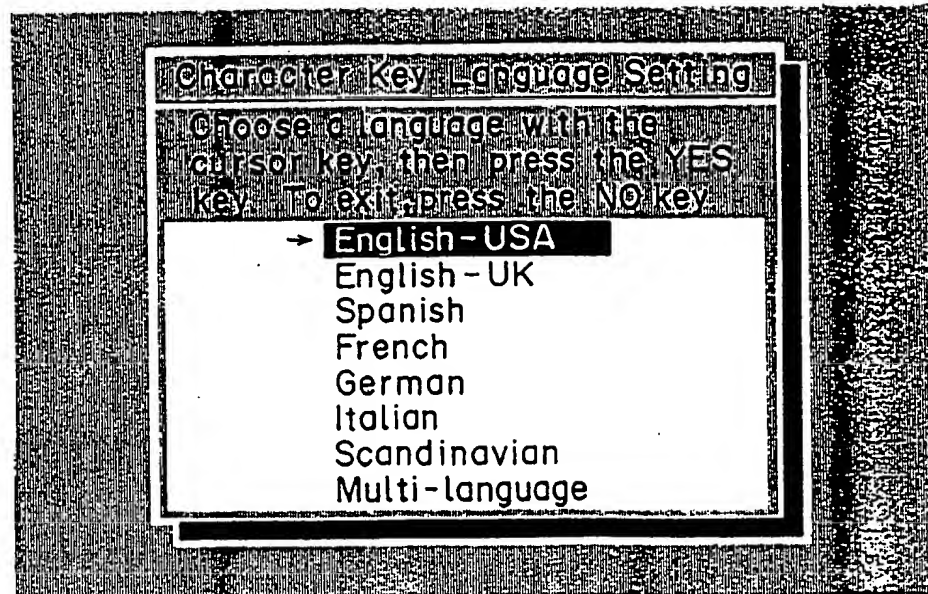 Character Key Language Setting
Choose a language with the
cursor key, then press the YES
key. To exit, press the NO key
→ English-USA
English-UK
Spanish
French
German
Italian
Scandinavian
Multi-language